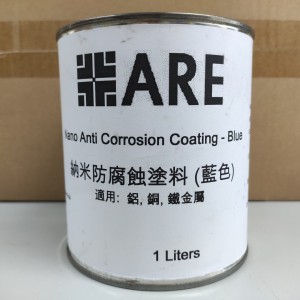 ARE
Nano Anti Corrosion Coating - Blue
納米防腐蝕塗料 (藍色)
適用: 鋁, 銅, 鐵金屬
1 Liters